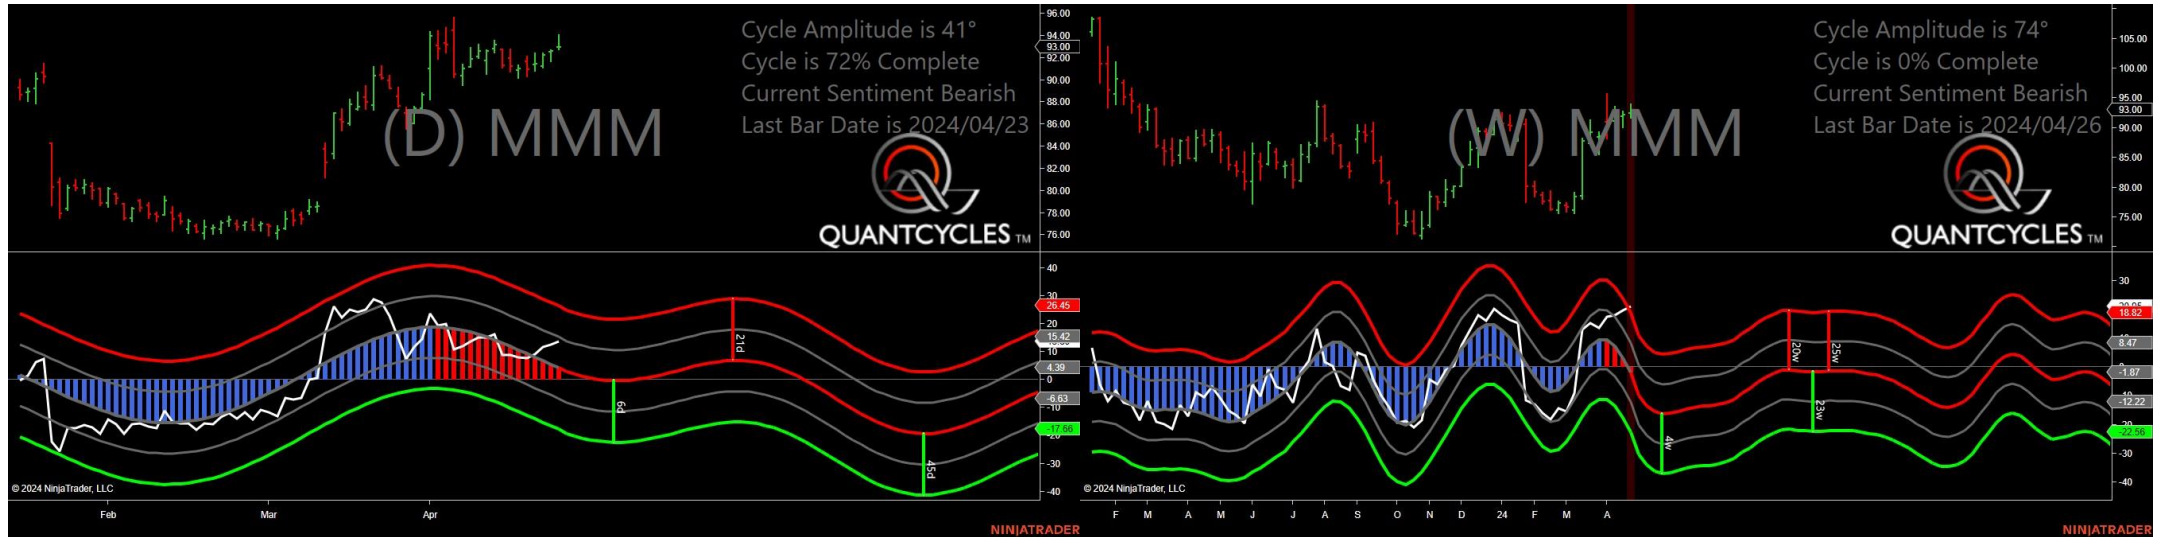 Cycle Amplitude is 41°
Cycle is 72% Complete
Current Sentiment Bearish
Last Bar Date is 2024/04/23
(D) MMM
QUANTCYCLES TM
96.00
94.00
93.00
92.00
90.00
88.00
86.00
84.00
82.00
80.00
78.00
76.00
40
30
26.45
20
15.42
10
4.39
0
-6.63
-10
-17.66
-20
-30
-40
21d
6d
45d
© 2024 NinjaTrader, LLC
Feb Mar Apr
NINJATRADER
Cycle Amplitude is 74°
Cycle is 0% Complete
Current Sentiment Bearish
Last Bar Date is 2024/04/26
(W) MMM
QUANTCYCLES TM
105.00
100.00
95.00
93.00
90.00
85.00
80.00
75.00
30
18.82
8.47
-1.87
-12.22
-22.56
-30
-40
20w
25w
23w
4w
© 2024 NinjaTrader, LLC
F M A M J J A S O N D 24 F M A
NINJATRADER